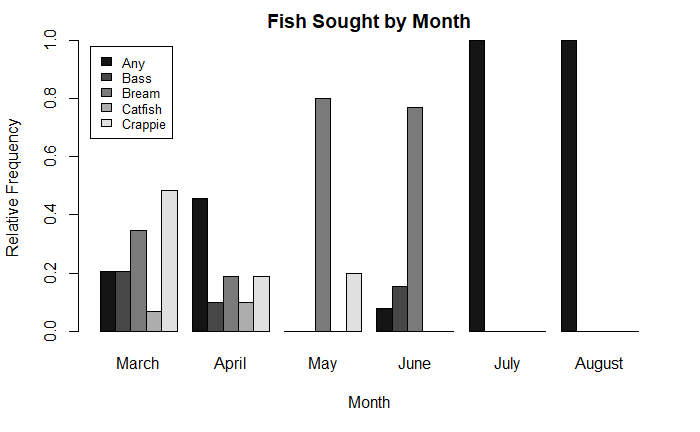 Fish Sought by Month
Relative Frequency
1.0
0.8
0.6
0.4
0.2
0.0
Any
Bass
Bream
Catfish
Crappie
March April May June July August
Month